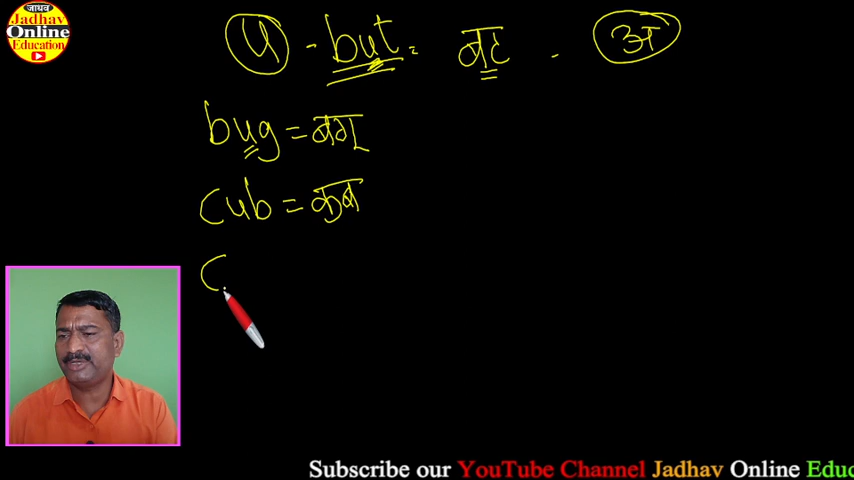 जाधव
Jadhav
Online
Education
u - but = बट - अ
bug = बग
cub = कब
C
Subscribe our YouTube Channel Jadhav Online Educ